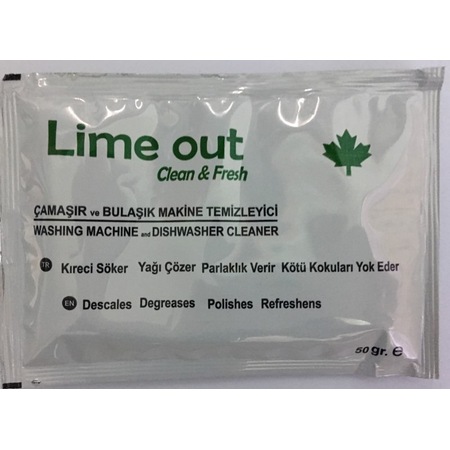 Lime out
Clean & Fresh
ÇAMAŞIR ve BULAŞIK MAKİNE TEMİZLEYİCİ
WASHING MACHINE and DISHWASHER CLEANER
TR Kireci Söker Yağı Çözer Parlaklık Verir Kötü Kokuları Yok Eder
EN Descales Degreases Polishes Refreshens
50 gr. e